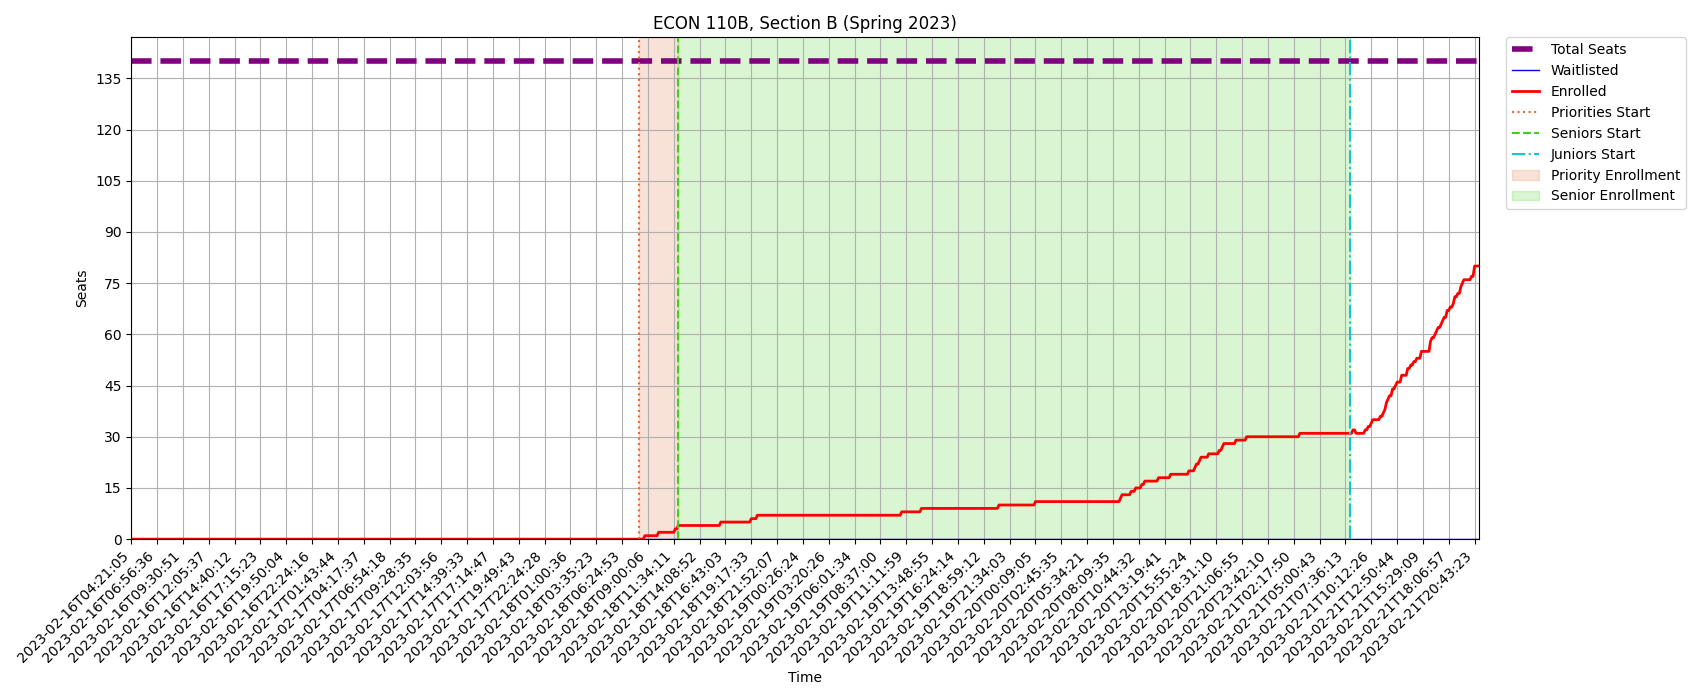 ECON 110B, Section B (Spring 2023)
Total Seats
Waitlisted
Enrolled
Priorities Start
Seniors Start
Juniors Start
Priority Enrollment
Senior Enrollment
Seats
135
120
105
90
75
60
45
30
15
0
2023-02-16T04:21:05
2023-02-16T06:56:36
2023-02-16T09:30:51
2023-02-16T12:05:37
2023-02-16T14:40:12
2023-02-16T17:15:23
2023-02-16T19:50:04
2023-02-16T22:24:16
2023-02-17T01:43:44
2023-02-17T04:17:37
2023-02-17T06:54:18
2023-02-17T09:28:35
2023-02-17T12:03:56
2023-02-17T14:39:33
2023-02-17T17:14:47
2023-02-17T19:49:43
2023-02-17T22:24:28
2023-02-18T01:00:36
2023-02-18T03:35:23
2023-02-18T06:24:53
2023-02-18T09:00:06
2023-02-18T11:34:11
2023-02-18T14:08:52
2023-02-18T16:43:03
2023-02-18T19:17:33
2023-02-18T21:52:07
2023-02-19T00:26:24
2023-02-19T03:20:26
2023-02-19T06:01:34
2023-02-19T08:37:00
2023-02-19T11:11:59
2023-02-19T13:48:55
2023-02-19T16:24:14
2023-02-19T18:59:12
2023-02-19T21:34:03
2023-02-20T00:09:05
2023-02-20T02:45:35
2023-02-20T05:34:21
2023-02-20T08:09:35
2023-02-20T10:44:32
2023-02-20T13:19:41
2023-02-20T15:55:24
2023-02-20T18:31:10
2023-02-20T21:06:55
2023-02-20T23:42:10
2023-02-21T02:17:50
2023-02-21T05:00:43
2023-02-21T07:36:13
2023-02-21T10:12:26
2023-02-21T12:50:44
2023-02-21T15:29:09
2023-02-21T18:06:57
2023-02-21T20:43:23
Time